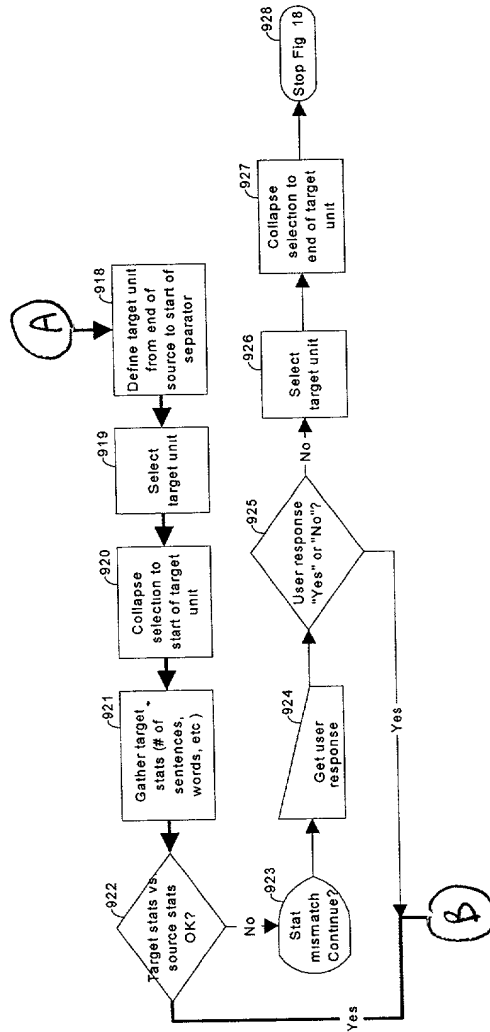 A
918
Define target unit
from end of
source to start of
separator
919
Select
target unit
920
Collapse
selection to
start of target
unit
921
Gather target
stats (# of
sentences,
words, etc )
922
Target stats vs.
source stats
OK?
No
Yes
923
Stat
mismatch
Continue?
924
Get user
response
925
User response
"Yes" or "No"?
No
Yes
926
Select
target unit
927
Collapse
selection to
end of target
unit
928
Stop Fig 18
B